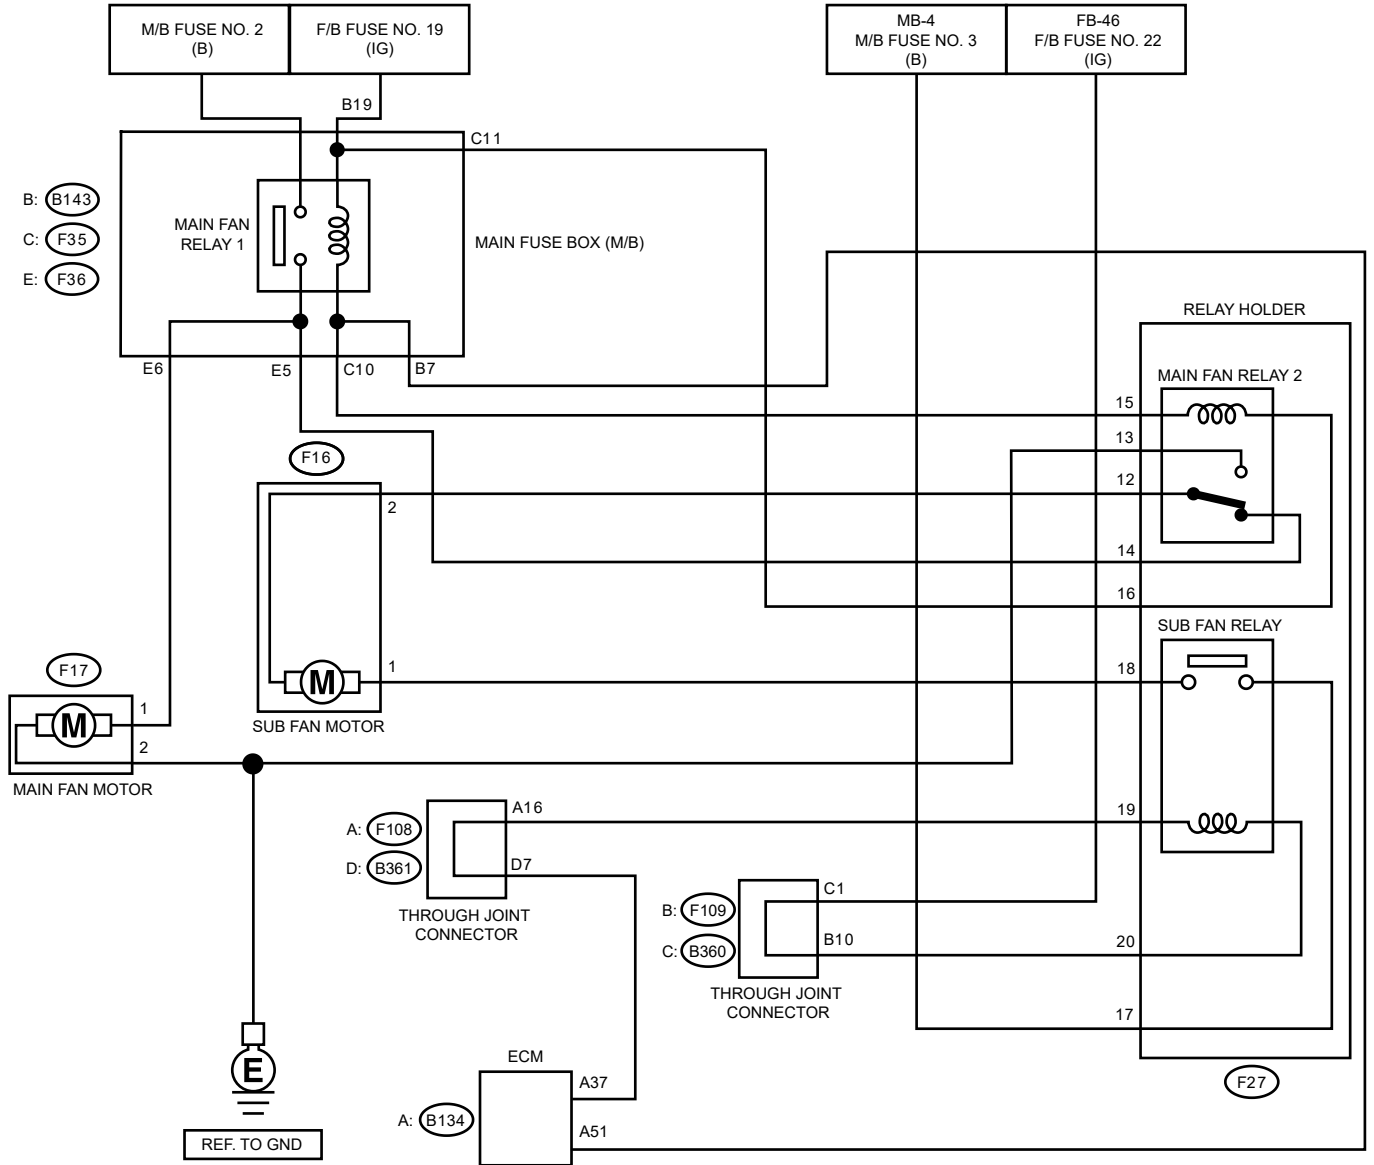 M/B FUSE NO. 2
(B)
F/B FUSE NO. 19
(IG)
MB-4
M/B FUSE NO. 3
(B)
FB-46
F/B FUSE NO. 22
(IG)
B19
C11
B: B143
C: F35
E: F36
MAIN FAN
RELAY 1
MAIN FUSE BOX (M/B)
E6
E5
C10
B7
RELAY HOLDER
MAIN FAN RELAY 2
15
13
12
14
16
F16
2
1
M
SUB FAN MOTOR
SUB FAN RELAY
18
F17
M
1
2
MAIN FAN MOTOR
A16
A: F108
D: B361
D7
THROUGH JOINT
CONNECTOR
19
C1
B: F109
C: B360
B10
THROUGH JOINT
CONNECTOR
20
17
F27
E
REF. TO GND
ECM
A37
A: B134
A51